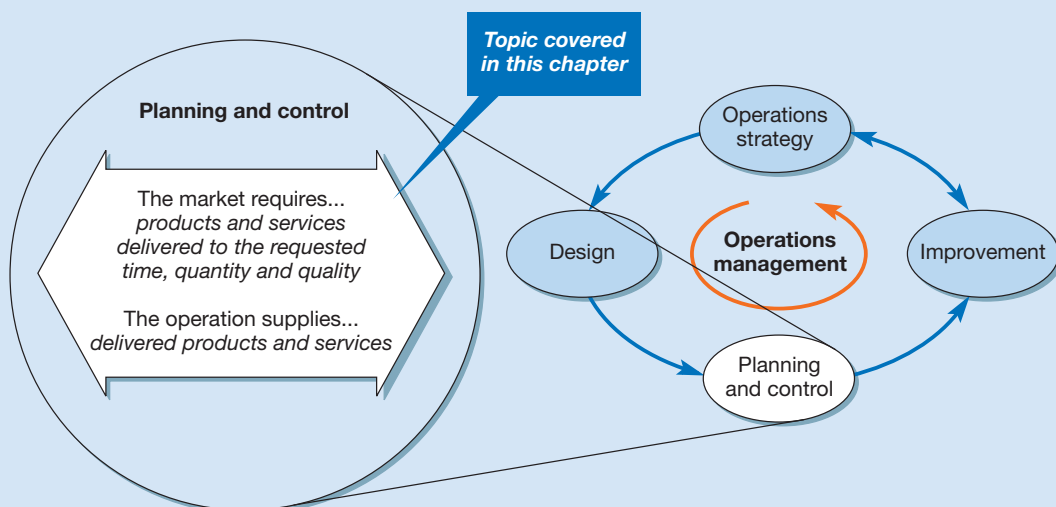 Topic covered
in this chapter
Planning and control
The market requires...
products and services
delivered to the requested
time, quantity and quality
The operation supplies...
delivered products and services
Operations
strategy
Design
Operations
management
Improvement
Planning
and control